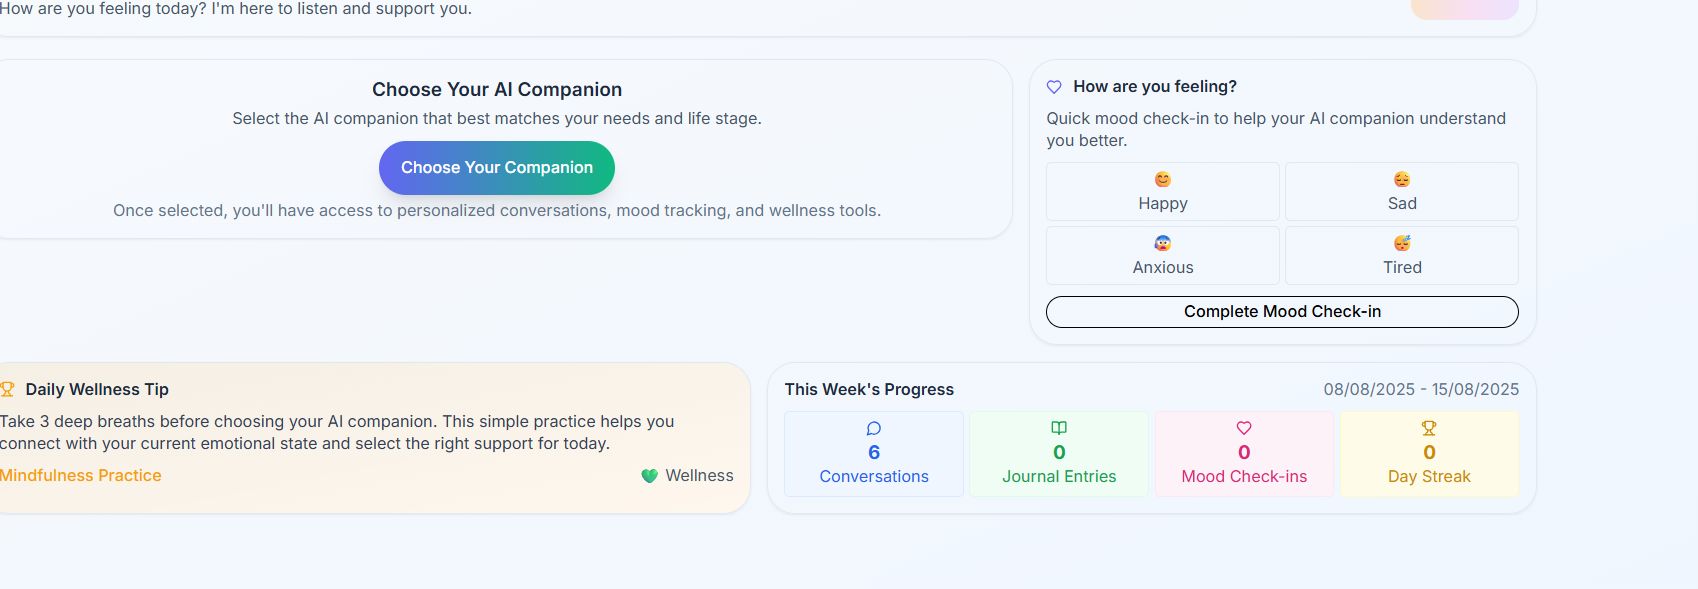 How are you feeling today? I'm here to listen and support you.
Choose Your AI Companion
Select the AI companion that best matches your needs and life stage.
Choose Your Companion
Once selected, you'll have access to personalized conversations, mood tracking, and wellness tools.
How are you feeling?
Quick mood check-in to help your AI companion understand
you better.
Happy
Sad
Anxious
Tired
Complete Mood Check-in
Daily Wellness Tip
Take 3 deep breaths before choosing your AI companion. This simple practice helps you
connect with your current emotional state and select the right support for today.
Mindfulness Practice
Wellness
This Week's Progress
08/08/2025 - 15/08/2025
6
Conversations
0
Journal Entries
0
Mood Check-ins
0
Day Streak